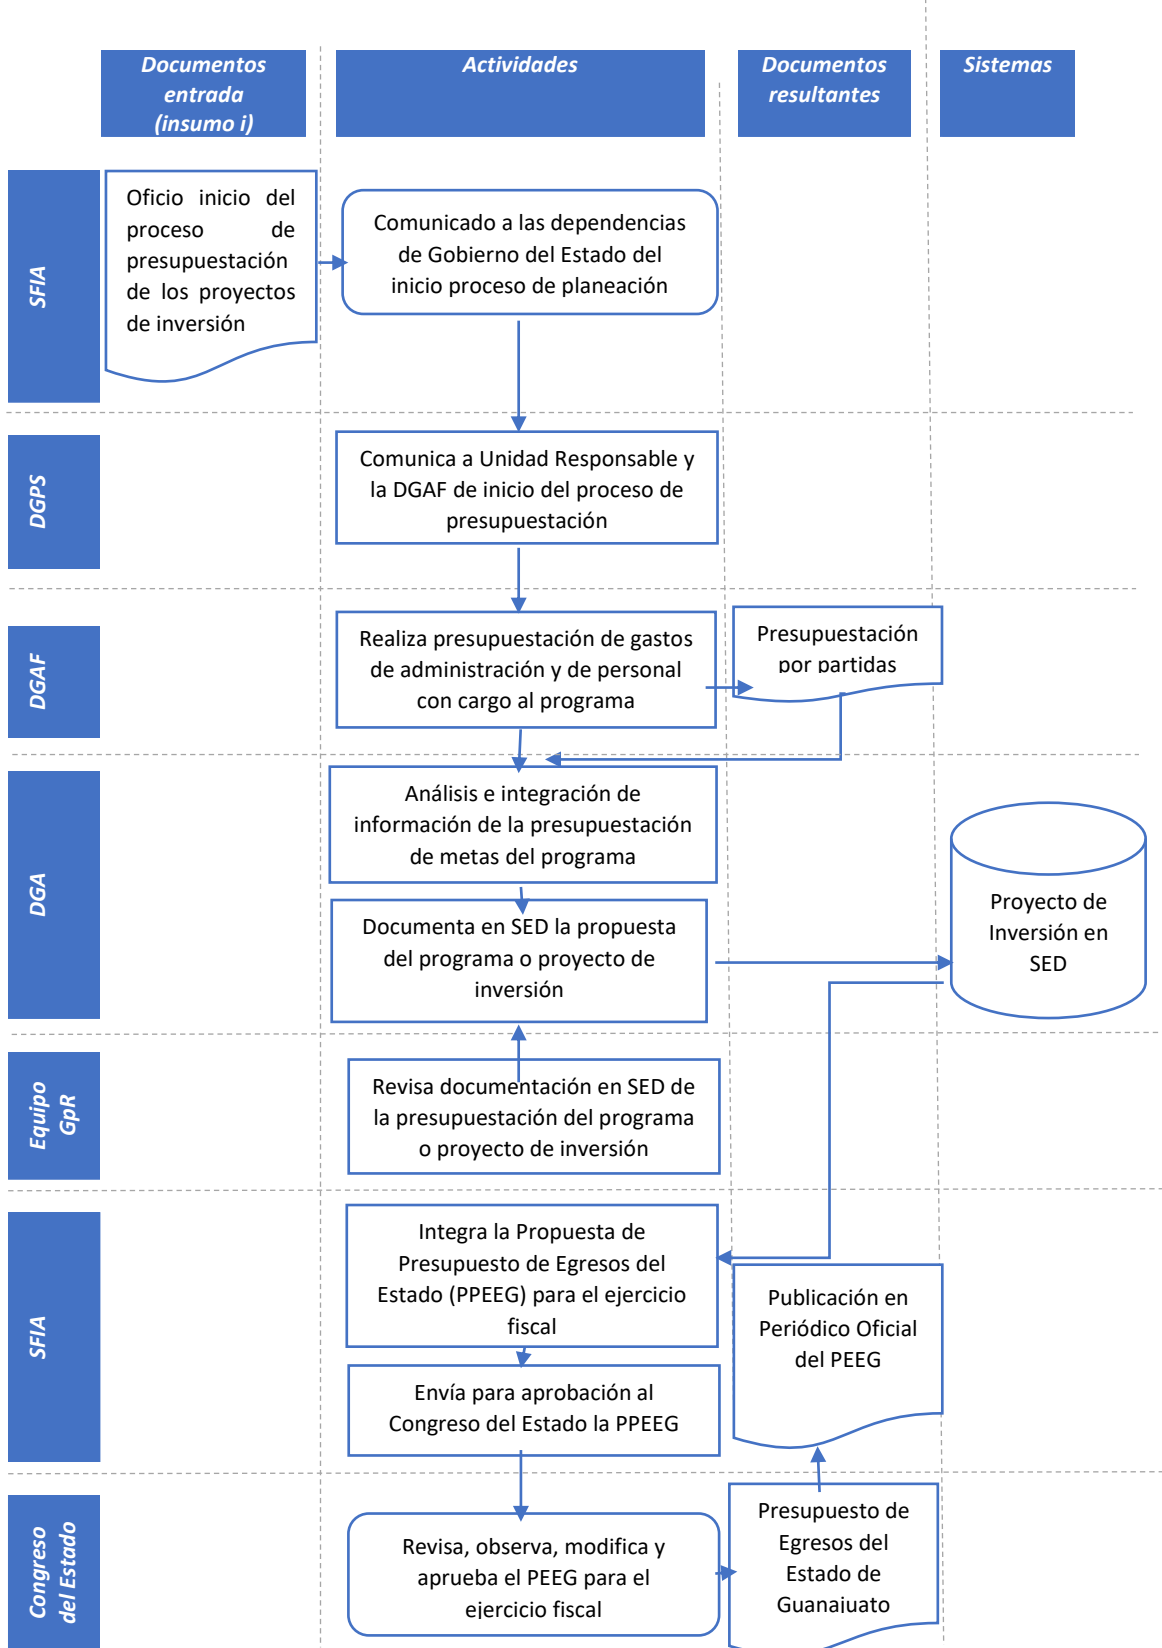 Documentos
entrada
(insumo i)
Actividades
Documentos
resultantes
Sistemas
SFIA
Oficio inicio del
proceso de
presupuestación
de los proyectos
de inversión
Comunicado a las dependencias
de Gobierno del Estado del
inicio proceso de planeación
DGPS
Comunica a Unidad Responsable y
la DGAF de inicio del proceso de
presupuestación
DGAF
Realiza presupuestación de gastos
de administración y de personal
con cargo al programa
Presupuestación
por partidas
DGA
Análisis e integración de
información de la presupuestación
de metas del programa
Documenta en SED la propuesta
del programa o proyecto de
inversión
Proyecto de
Inversión en
SED
Equipo
GpR
Revisa documentación en SED de
la presupuestación del programa
o proyecto de inversión
SFIA
Integra la Propuesta de
Presupuesto de Egresos del
Estado (PPEEG) para el ejercicio
fiscal
Envía para aprobación al
Congreso del Estado la PPEEG
Publicación en
Periódico Oficial
del PEEG
Congreso
del Estado
Revisa, observa, modifica y
aprueba el PEEG para el
ejercicio fiscal
Presupuesto de
Egresos del
Estado de
Guanajuato